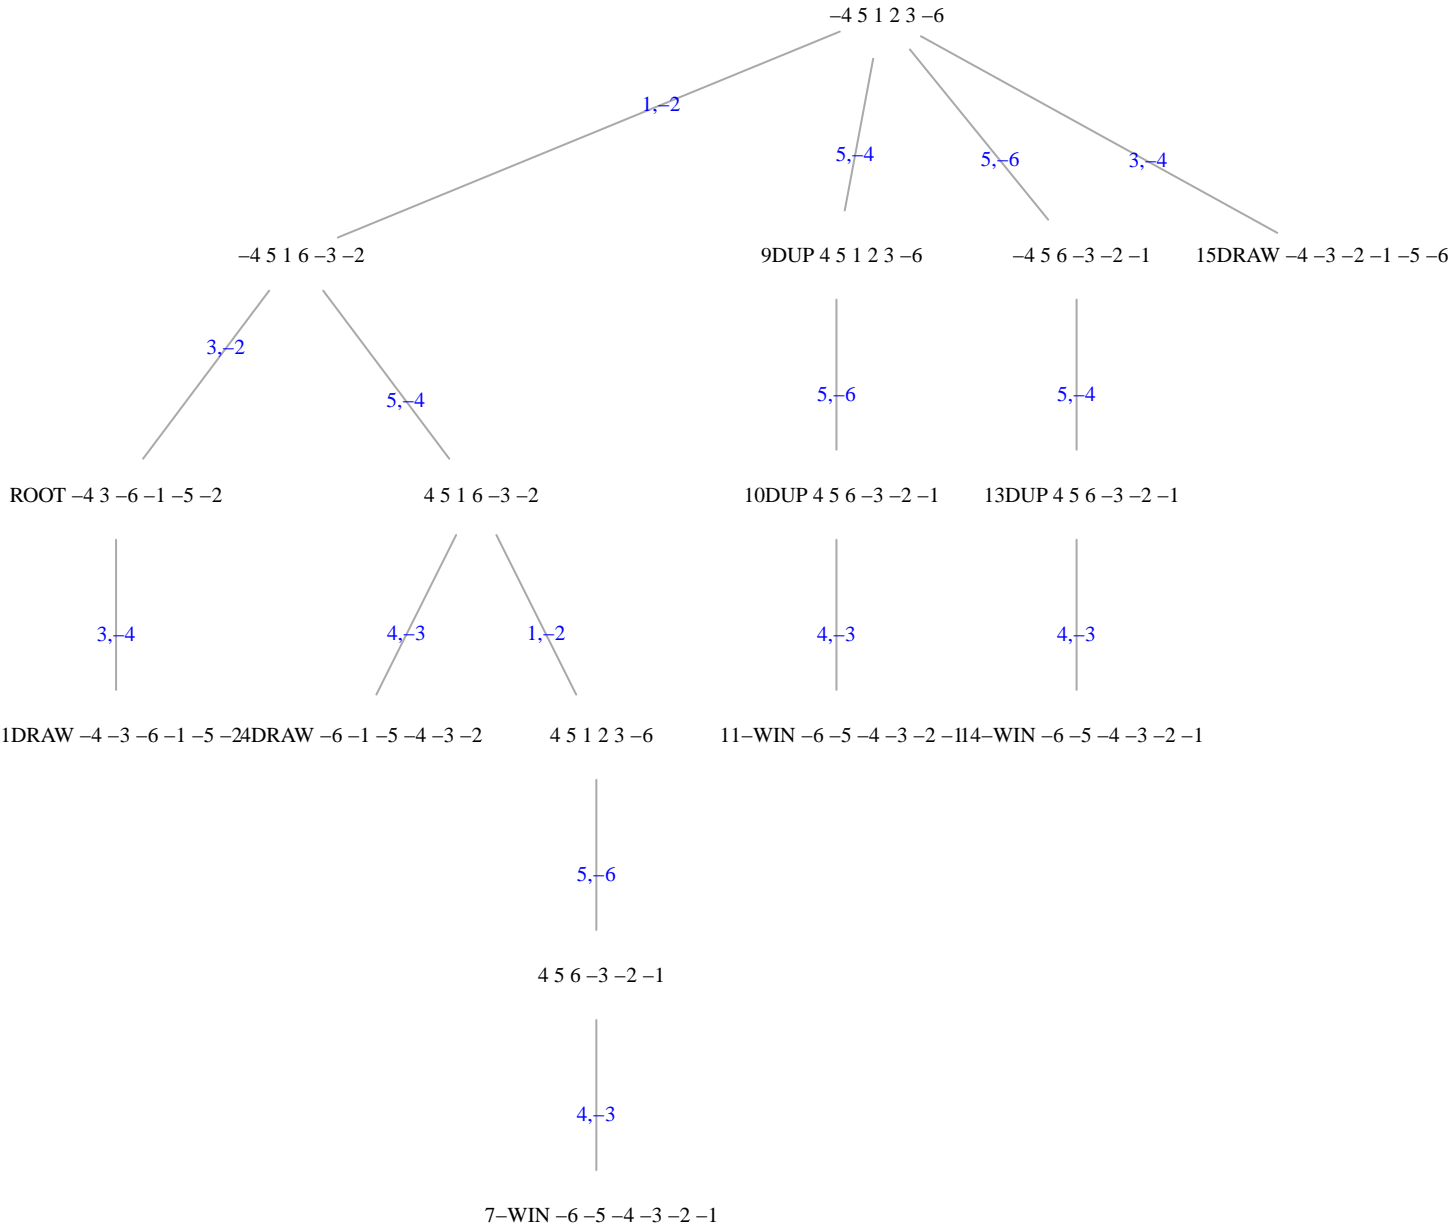 –4 5 1 2 3 –6
1,–2
5,–4
5,–6
3,–4
–4 5 1 6 –3 –2
9DUP 4 5 1 2 3 –6
–4 5 6 –3 –2 –1
15DRAW –4 –3 –2 –1 –5 –6
3,–2
5,–4
5,–6
5,–4
ROOT –4 3 –6 –1 –5 –2
4 5 1 6 –3 –2
10DUP 4 5 6 –3 –2 –1
13DUP 4 5 6 –3 –2 –1
3,–4
4,–3
1,–2
4,–3
4,–3
1DRAW –4 –3 –6 –1 –5 –2
4DRAW –6 –1 –5 –4 –3 –2
4 5 1 2 3 –6
11–WIN –6 –5 –4 –3 –2 –1
14–WIN –6 –5 –4 –3 –2 –1
5,–6
4 5 6 –3 –2 –1
4,–3
7–WIN –6 –5 –4 –3 –2 –1